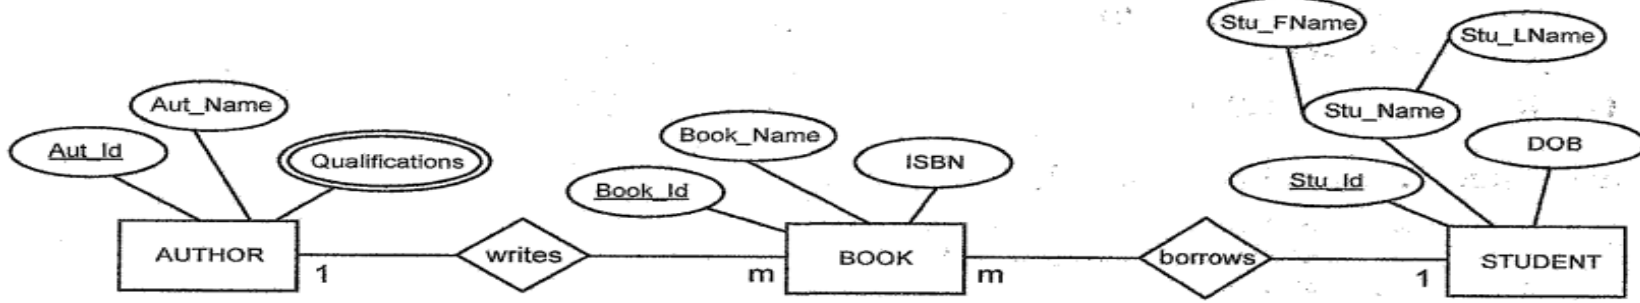 Stu_FName
Stu_LName
Aut_Name
Stu_Name
Book_Name
Aut_Id
Qualifications
ISBN
DOB
Book_Id
Stu_Id
AUTHOR
1
writes
m
BOOK
m
borrows
1
STUDENT